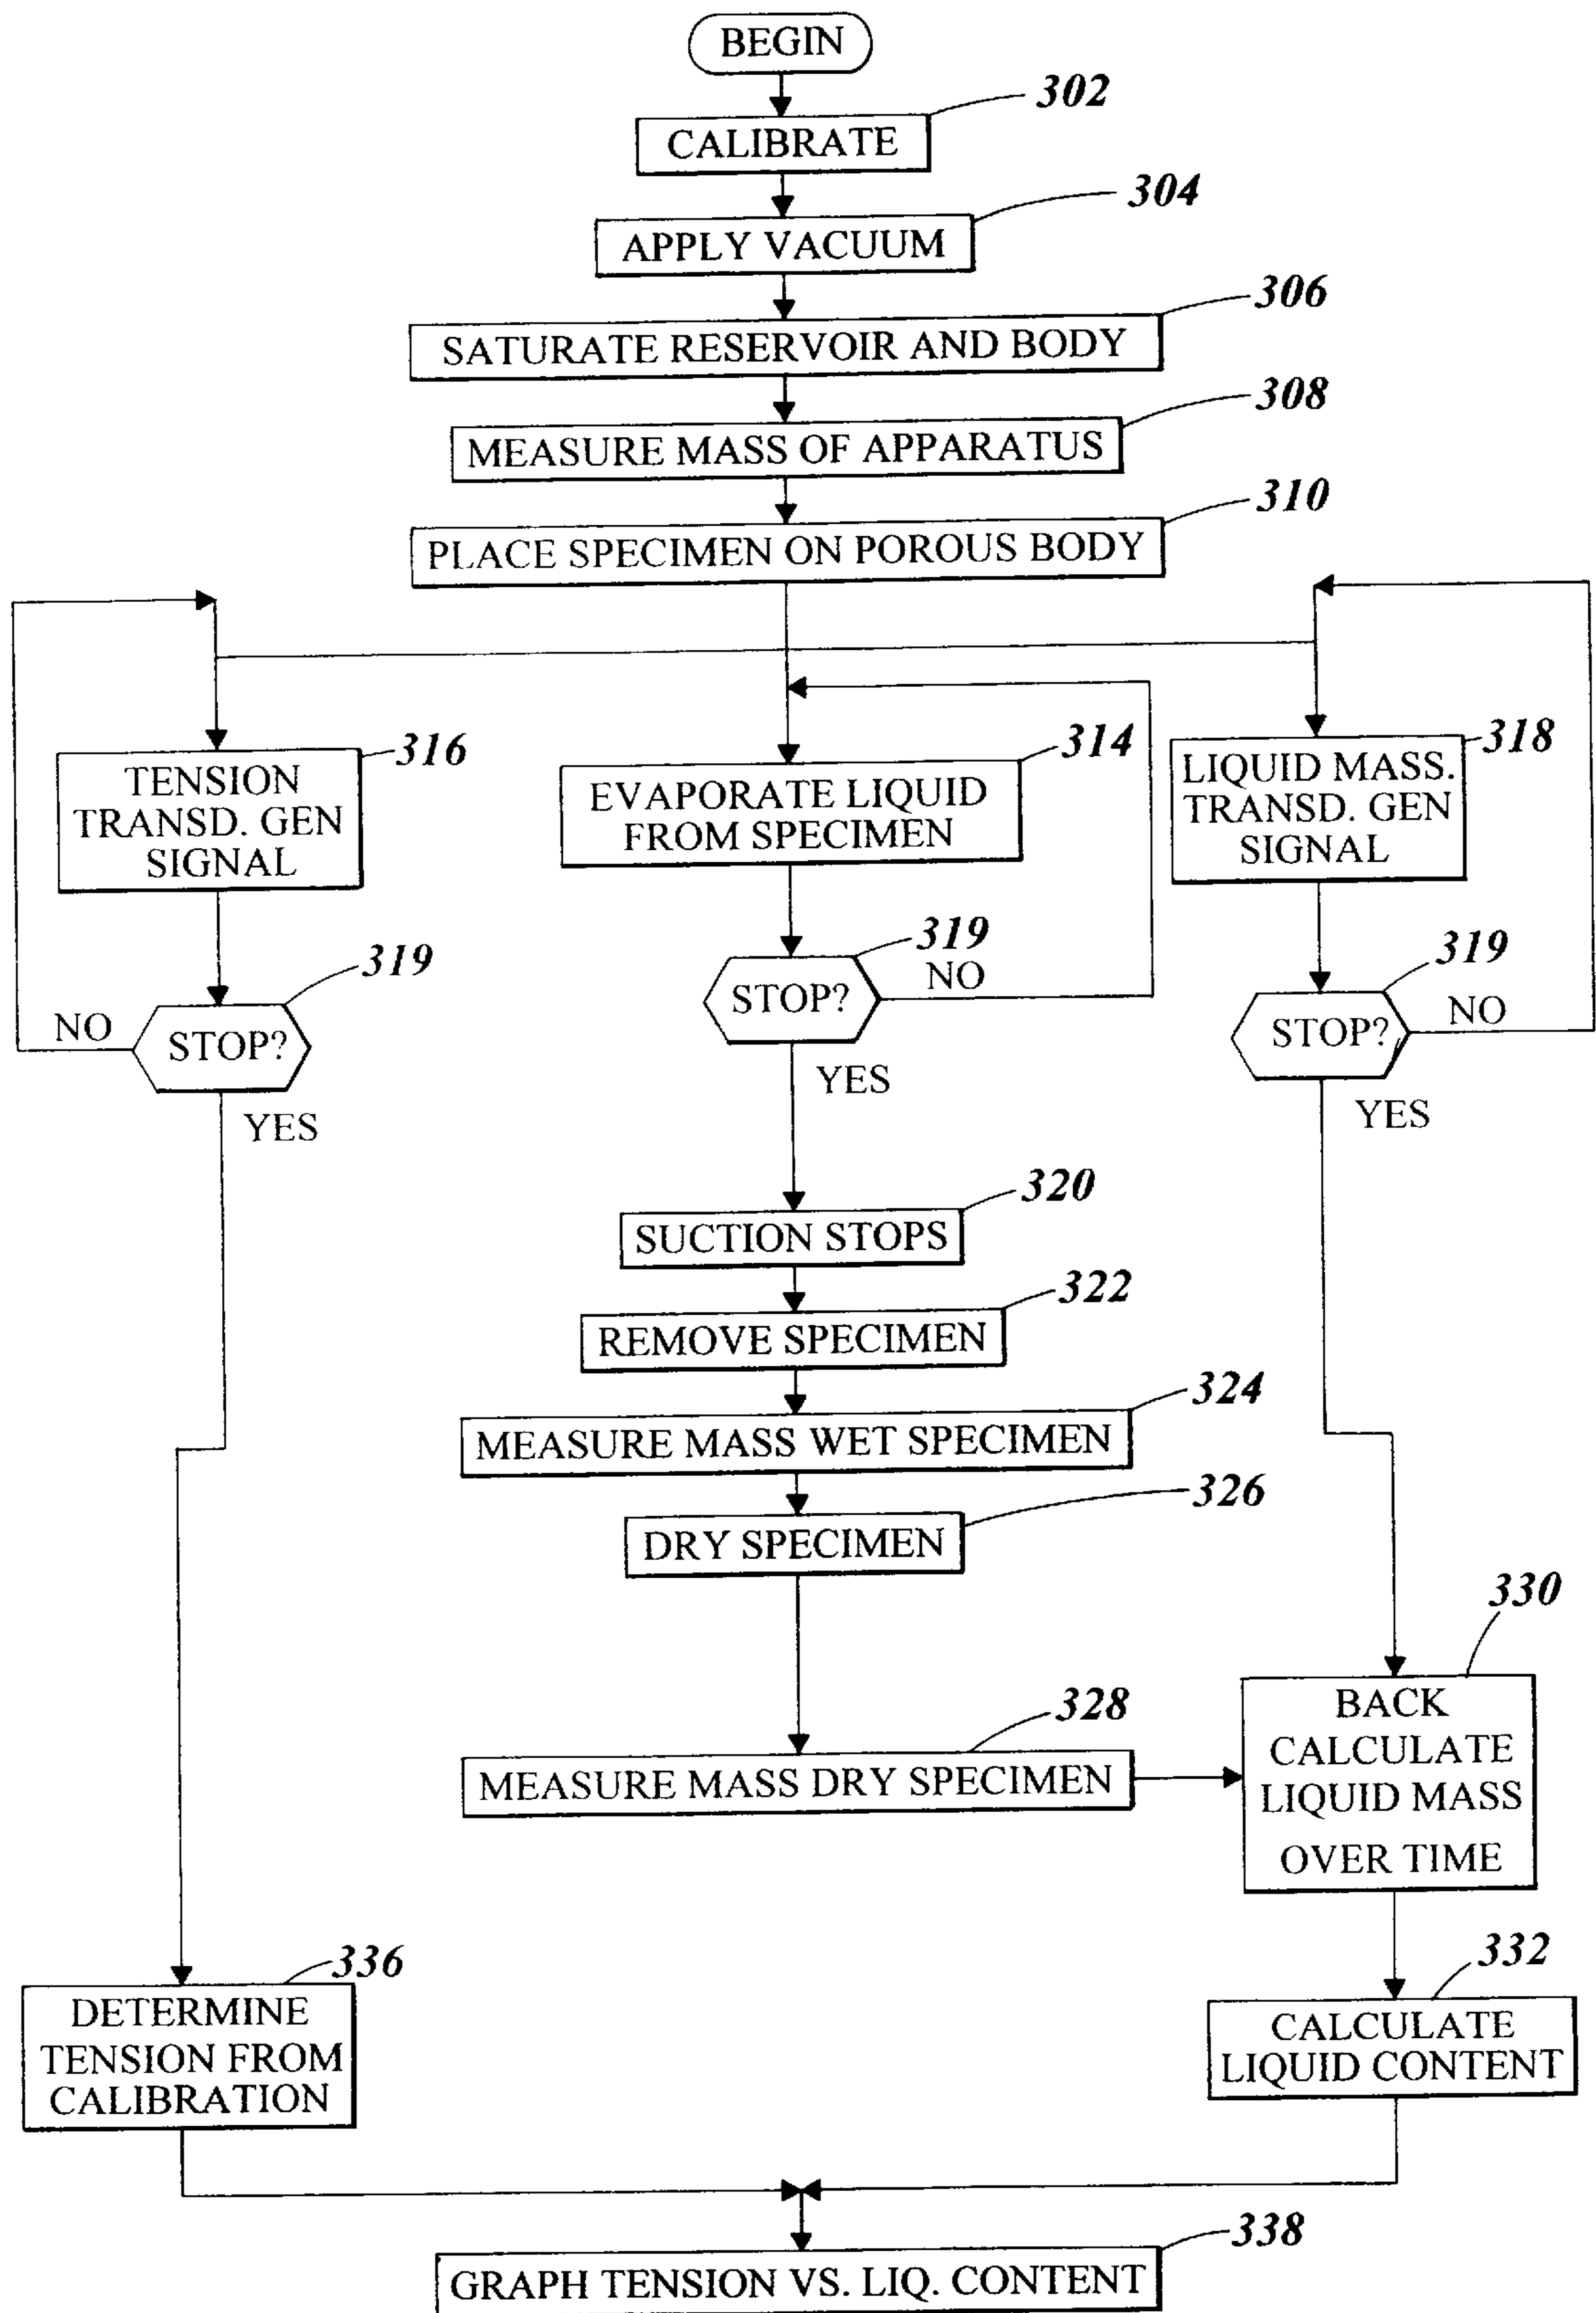 BEGIN
302
CALIBRATE
304
APPLY VACUUM
306
SATURATE RESERVOIR AND BODY
308
MEASURE MASS OF APPARATUS
310
PLACE SPECIMEN ON POROUS BODY
316
TENSION
TRANSD. GEN
SIGNAL
314
EVAPORATE LIQUID
FROM SPECIMEN
318
LIQUID MASS.
TRANSD. GEN
SIGNAL
319
NO
STOP?
YES
319
STOP?
NO
YES
319
STOP?
NO
YES
320
SUCTION STOPS
322
REMOVE SPECIMEN
324
MEASURE MASS WET SPECIMEN
326
DRY SPECIMEN
328
MEASURE MASS DRY SPECIMEN
330
BACK
CALCULATE
LIQUID MASS
OVER TIME
336
DETERMINE
TENSION FROM
CALIBRATION
332
CALCULATE
LIQUID CONTENT
338
GRAPH TENSION VS. LIQ. CONTENT